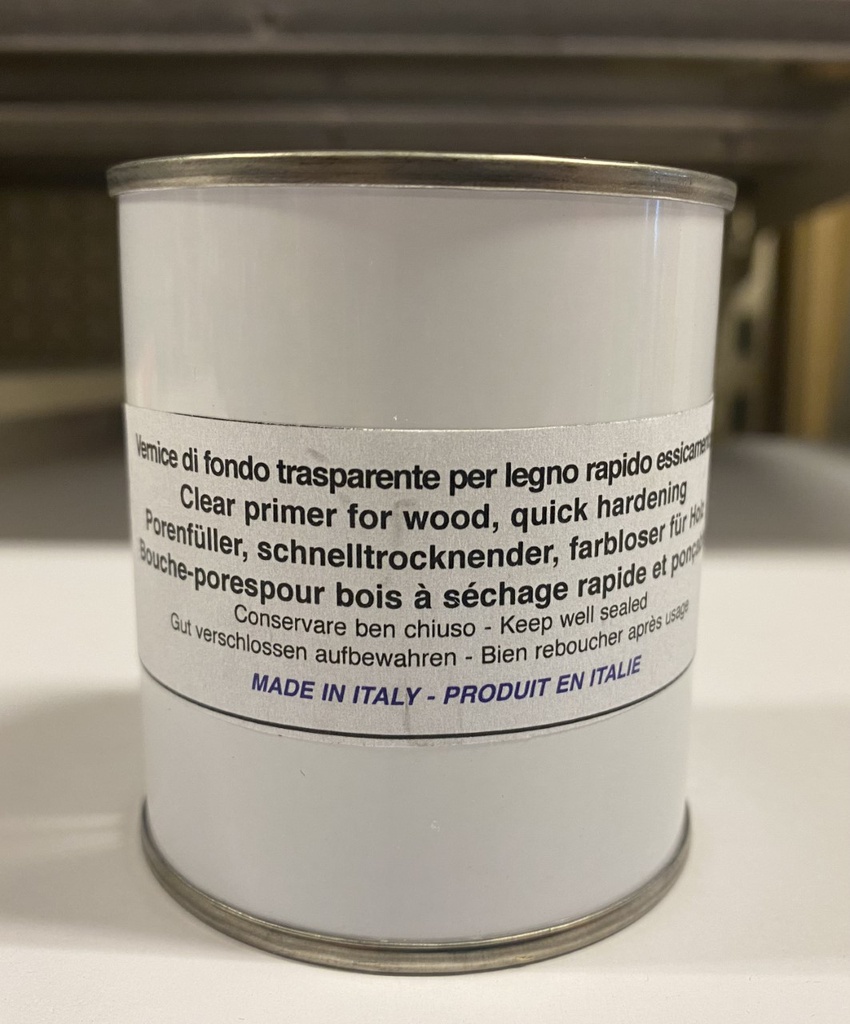 Vernice di fondo trasparente per legno rapido
Clear primer for wood, quick hardening
Porenfüller, schnelltrocknender, farbloser für Holz
Bouche-porespour bois à séchage rapide et
Conservare ben chiuso - Keep well sealed
Gut verschlossen aufbewahren - Bien reboucher après usage
MADE IN ITALY - PRODUIT EN ITALIE